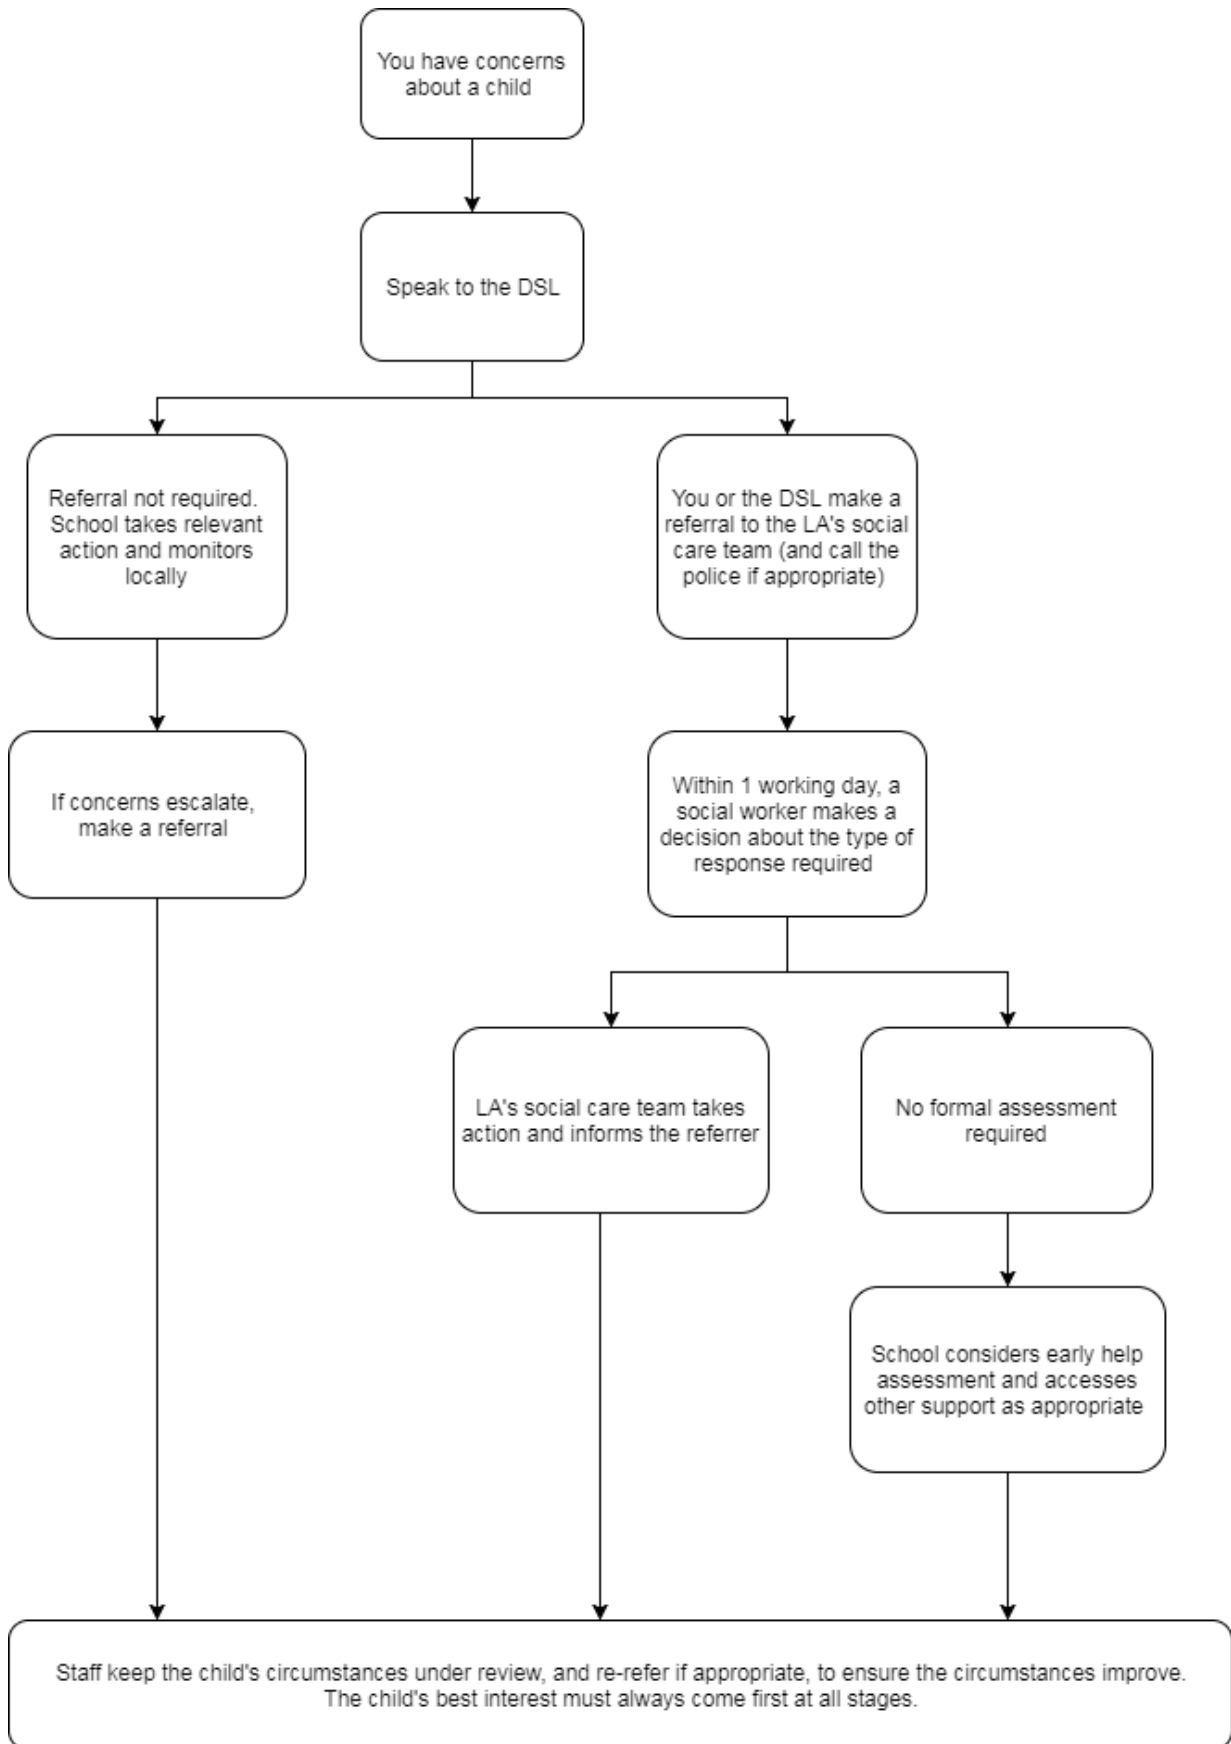 You have concerns
about a child
Speak to the DSL
Referral not required.
School takes relevant
action and monitors
locally
You or the DSL make a
referral to the LA's social
care team (and call the
police if appropriate)
If concerns escalate,
make a referral
Within 1 working day, a
social worker makes a
decision about the type of
response required
LA's social care team takes
action and informs the referrer
No formal assessment
required
School considers early help
assessment and accesses
other support as appropriate
Staff keep the child's circumstances under review, and re-refer if appropriate, to ensure the circumstances improve.
The child's best interest must always come first at all stages.